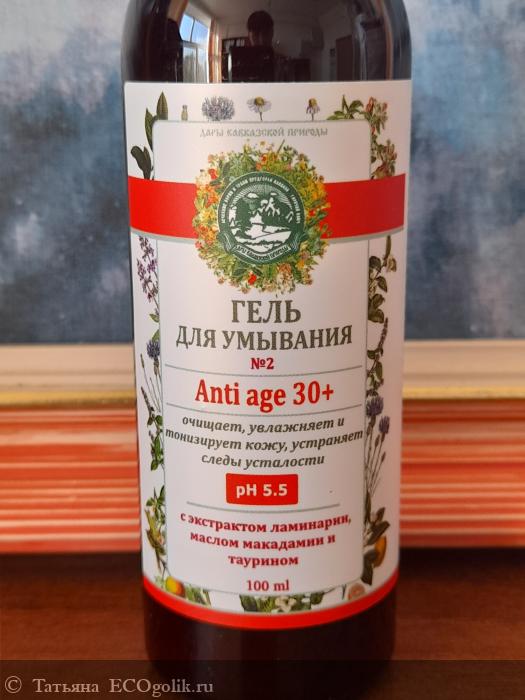 ДАРЫ КАВКАЗСКОЙ ПРИРОДЫ
ГЕЛЬ
ДЛЯ УМЫВАНИЯ
№2
Anti age 30+
очищает, увлажняет и
тонизирует кожу, устраняет
следы усталости
pH 5.5
с экстрактом ламинарии,
маслом макадамии и
таурином
100 ml
© Татьяна ECOgolik.ru